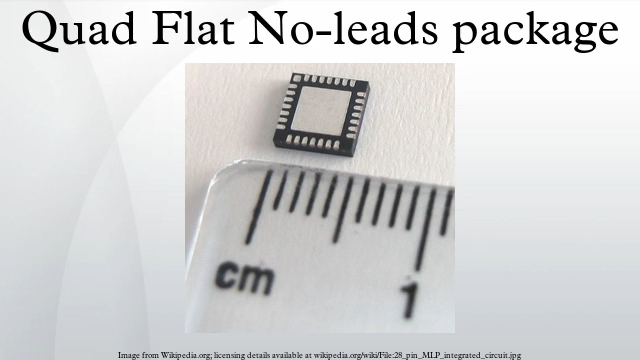 Quad Flat No-leads package
cm
1
Image from Wikipedia.org; licensing details available at wikipedia.org/wiki/File:28_pin_MLP_integrated_circuit.jpg